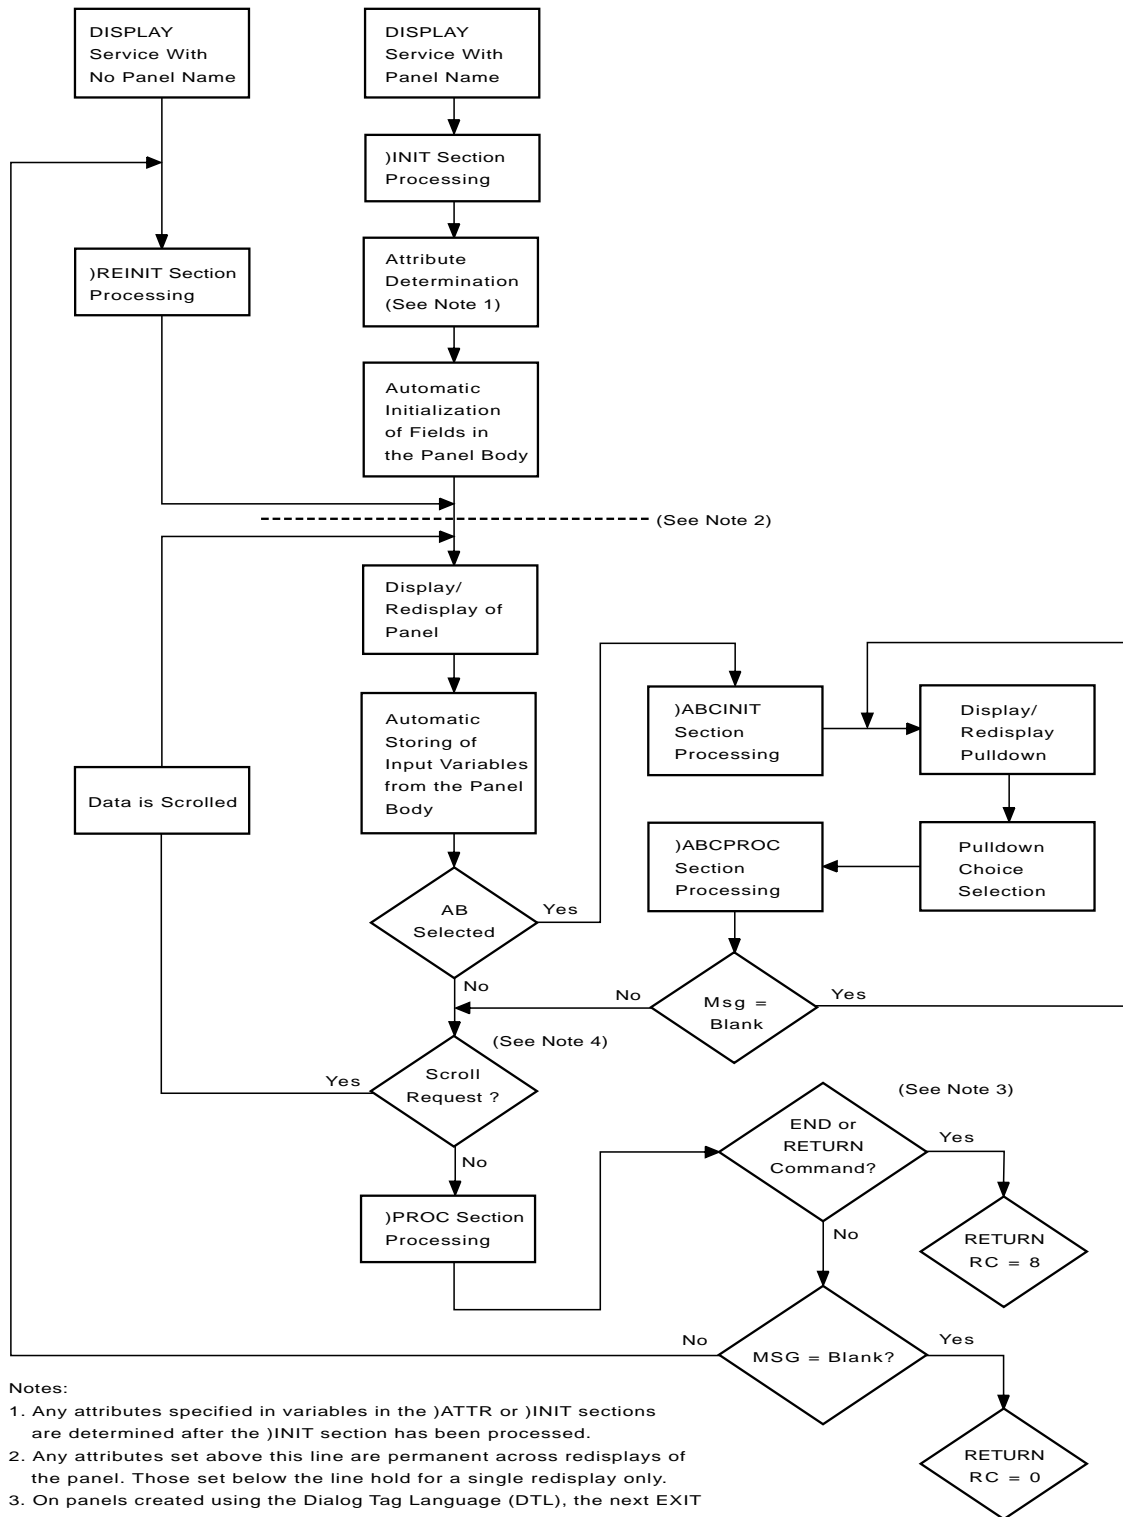 DISPLAY
Service With
No Panel Name
DISPLAY
Service With
Panel Name
)INIT Section
Processing
)REINIT Section
Processing
Attribute
Determination
(See Note 1)
Automatic
Initialization
of Fields in
the Panel Body
(See Note 2)
Display/
Redisplay of
Panel
Automatic
Storing of
Input Variables
from the Panel
Body
Data is Scrolled
)ABCINIT
Section
Processing
Display/
Redisplay
Pulldown
)ABCPROC
Section
Processing
Pulldown
Choice
Selection
AB
Selected
Yes
No
No
Msg =
Blank
Yes
(See Note 4)
Yes
Scroll
Request ?
No
(See Note 3)
END or
RETURN
Command?
Yes
No
)PROC Section
Processing
RETURN
RC = 8
No
MSG = Blank?
Yes
RETURN
RC = 0
Notes:
1. Any attributes specified in variables in the )ATTR or )INIT sections
are determined after the )INIT section has been processed.
2. Any attributes set above this line are permanent across redisplays of
the panel. Those set below the line hold for a single redisplay only.
3. On panels created using the Dialog Tag Language (DTL), the next EXIT